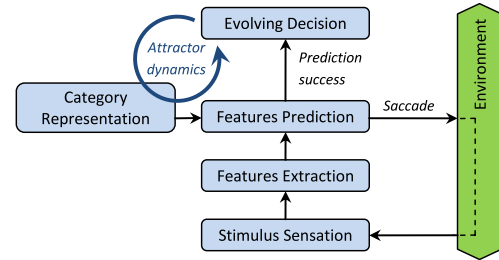 Evolving Decision
Attractor
dynamics
Prediction
success
Category
Representation
Features Prediction
Saccade
Environment
Features Extraction
Stimulus Sensation